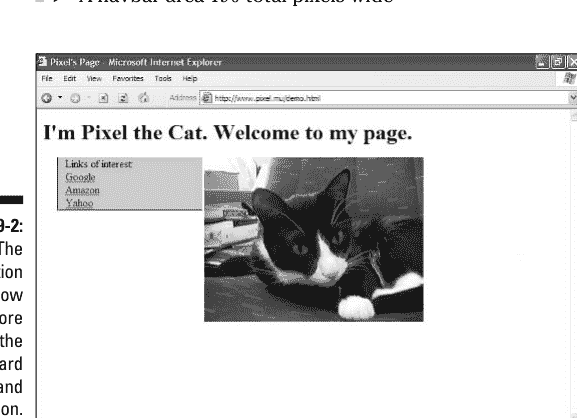 A navbar area 150 total pixels wide
Pixel's Page - Microsoft Internet Explorer
File Edit View Favorites Tools Help
Address http://www.pixel.mu/demo.html
I'm Pixel the Cat. Welcome to my page.
Links of interest:
Google
Amazon
Yahoo
9-2:
The
tion
ow
ore
the
ard
and
on.